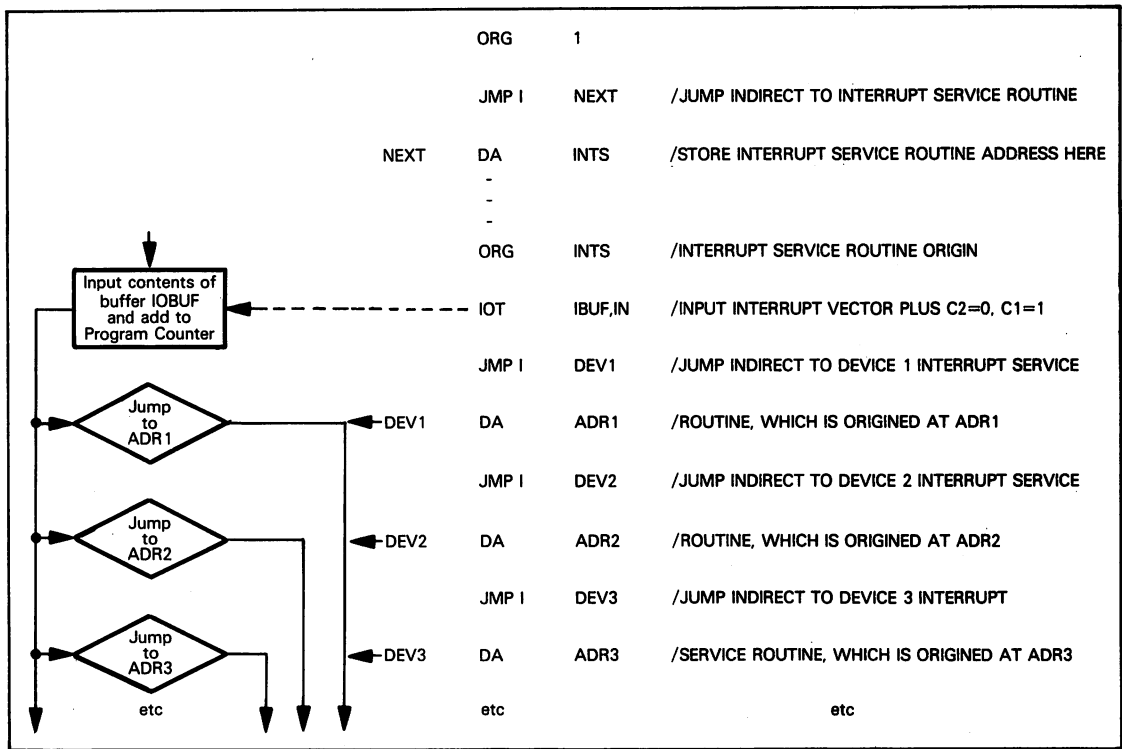 ORG 1
JMP I NEXT /JUMP INDIRECT TO INTERRUPT SERVICE ROUTINE
NEXT DA INTS /STORE INTERRUPT SERVICE ROUTINE ADDRESS HERE
-
-
-
ORG INTS /INTERRUPT SERVICE ROUTINE ORIGIN
Input contents of
buffer IOBUF
and add to
Program Counter
IOT IBUF,IN /INPUT INTERRUPT VECTOR PLUS C2=0, C1=1
JMP I DEV1 /JUMP INDIRECT TO DEVICE 1 INTERRUPT SERVICE
Jump
to
ADR1
DEV1 DA ADR1 /ROUTINE, WHICH IS ORIGINED AT ADR1
JMP I DEV2 /JUMP INDIRECT TO DEVICE 2 INTERRUPT SERVICE
Jump
to
ADR2
DEV2 DA ADR2 /ROUTINE, WHICH IS ORIGINED AT ADR2
JMP I DEV3 /JUMP INDIRECT TO DEVICE 3 INTERRUPT
Jump
to
ADR3
DEV3 DA ADR3 /SERVICE ROUTINE, WHICH IS ORIGINED AT ADR3
etc etc etc